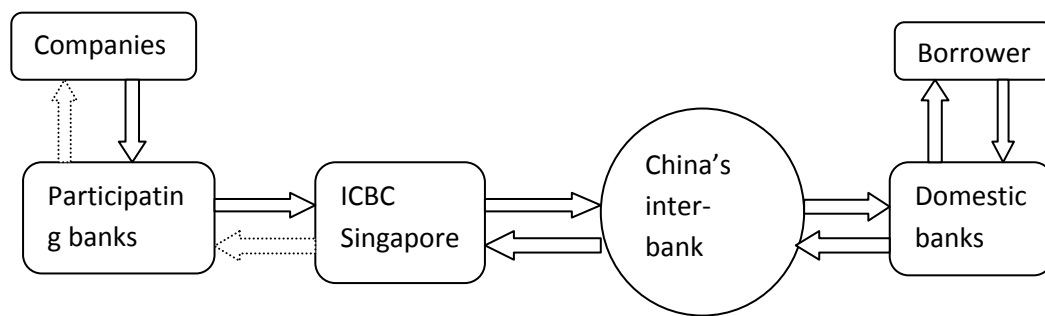 Companies
Borrower
Participatin
g banks
ICBC
Singapore
China’s
inter-
bank
Domestic
banks